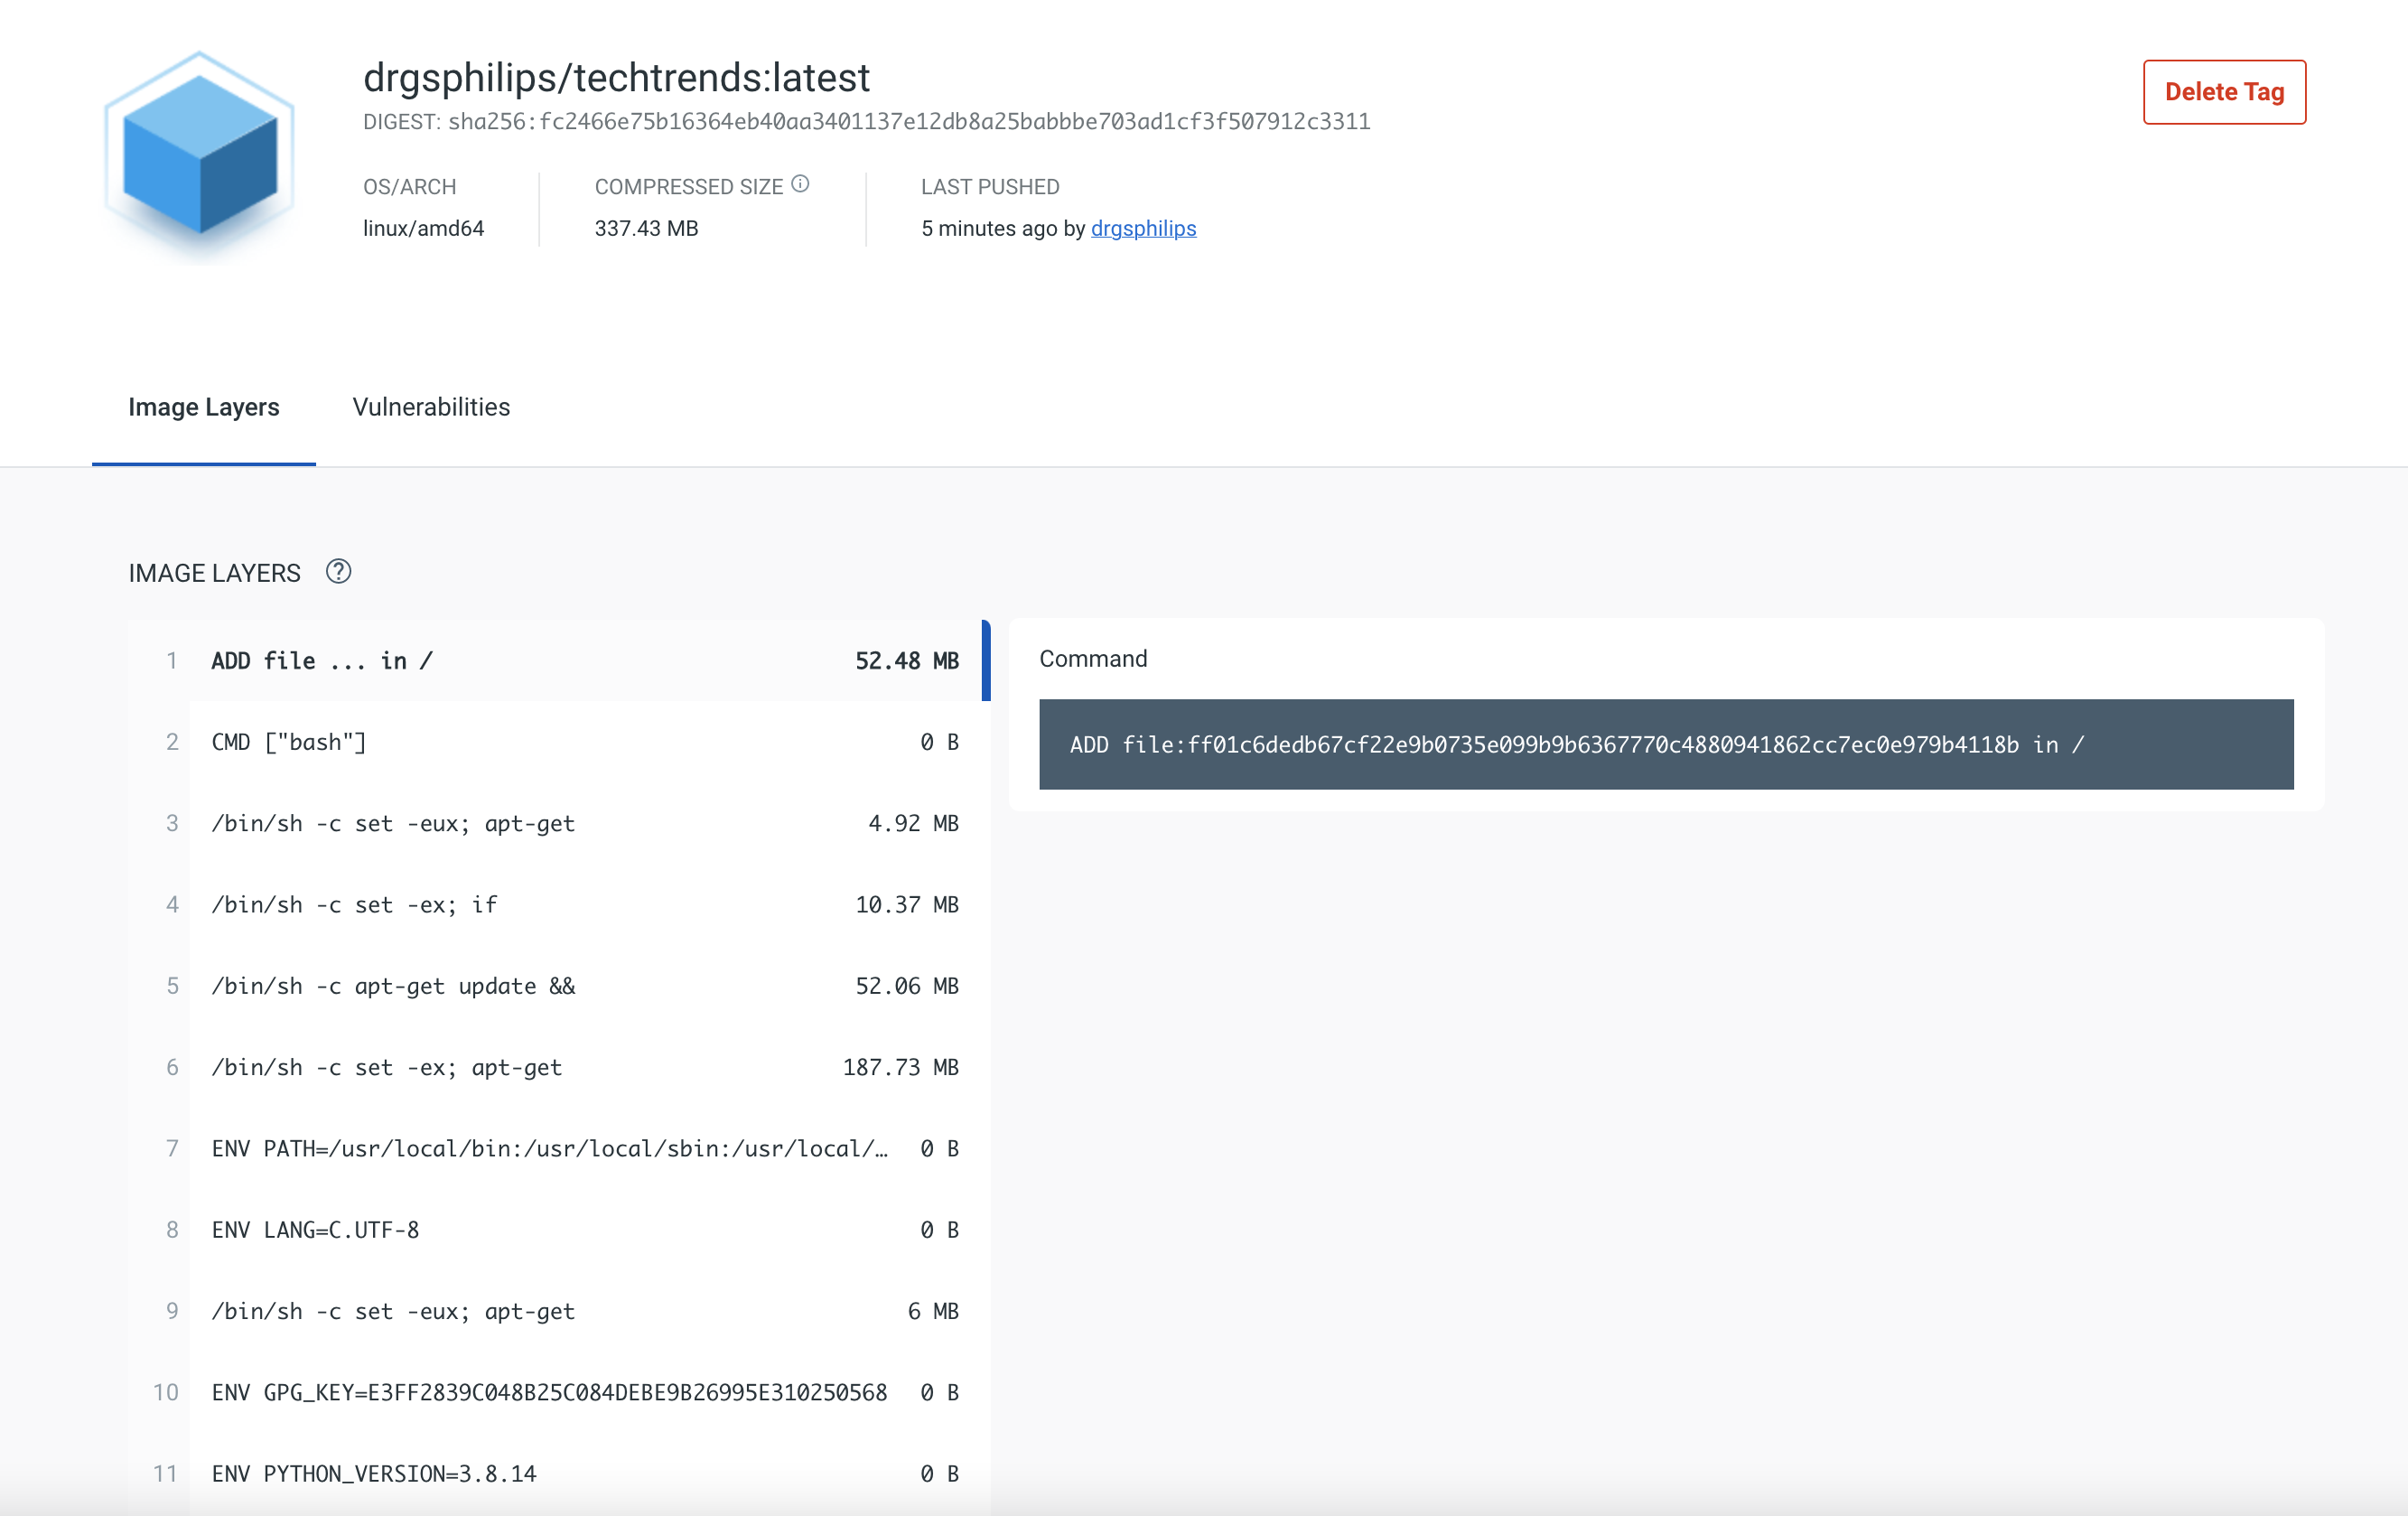 drgsphilips/techtrends:latest
DIGEST: sha256:fc2466e75b16364eb40aa3401137e12db8a25babbbe703ad1cf3f507912c3311
Delete Tag
OS/ARCH
linux/amd64
COMPRESSED SIZE
337.43 MB
LAST PUSHED
5 minutes ago by drgsphilips
Image Layers
Vulnerabilities
IMAGE LAYERS
1 ADD file ... in / 52.48 MB
2 CMD ["bash"] 0 B
3 /bin/sh -c set -eux; apt-get 4.92 MB
4 /bin/sh -c set -ex; if 10.37 MB
5 /bin/sh -c apt-get update && 52.06 MB
6 /bin/sh -c set -ex; apt-get 187.73 MB
7 ENV PATH=/usr/local/bin:/usr/local/sbin:/usr/local/… 0 B
8 ENV LANG=C.UTF-8 0 B
9 /bin/sh -c set -eux; apt-get 6 MB
10 ENV GPG_KEY=E3FF2839C048B25C084DEBE9B26995E310250568 0 B
11 ENV PYTHON_VERSION=3.8.14 0 B
Command
ADD file:ff01c6dedb67cf22e9b0735e099b9b6367770c4880941862cc7ec0e979b4118b in /